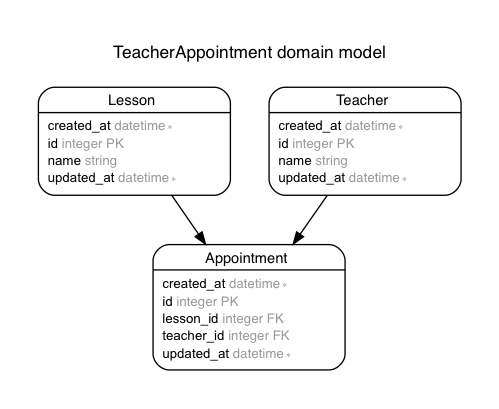 TeacherAppointment domain model
Lesson
created_at datetime *
id integer PK
name string
updated_at datetime *
Teacher
created_at datetime *
id integer PK
name string
updated_at datetime *
Appointment
created_at datetime *
id integer PK
lesson_id integer FK
teacher_id integer FK
updated_at datetime *